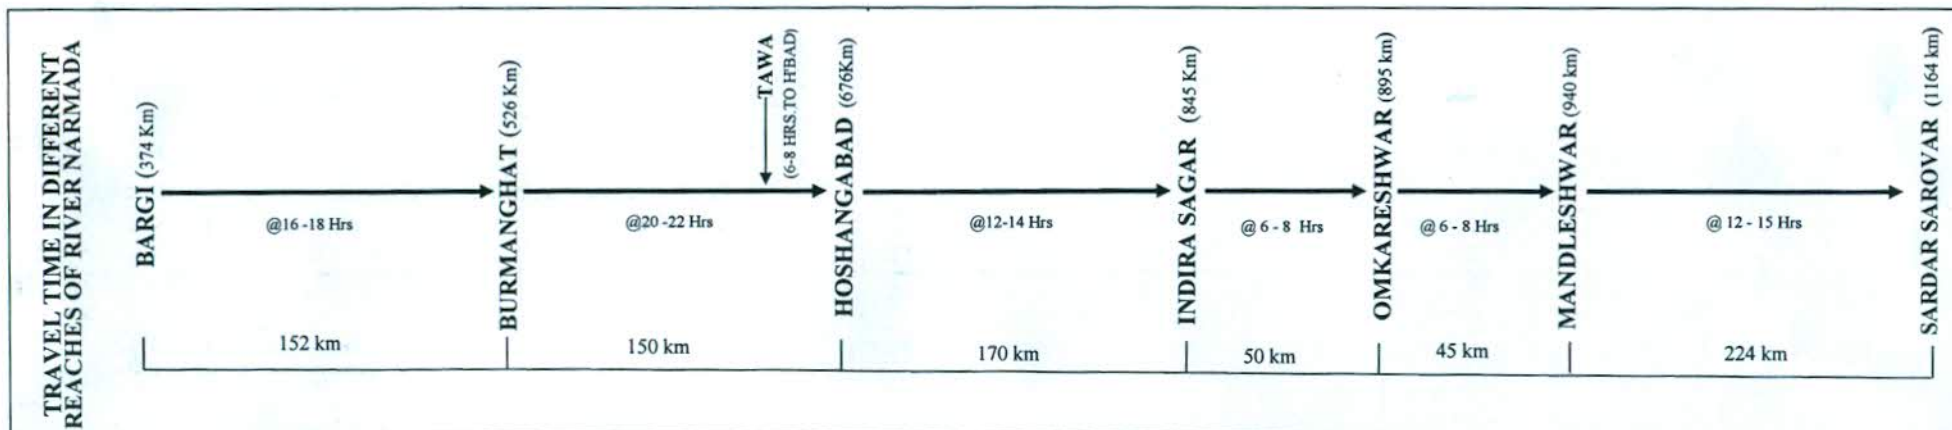 TRAVEL TIME IN DIFFERENT
REACHES OF RIVER NARMADA
BARGI (374 Km)
@16 -18 Hrs
BURMANGHAT (526 Km)
@20 -22 Hrs
TAWA
(6-8 HRS.TO H'BAD)
HOSHANGABAD (676Km)
@12-14 Hrs
INDIRA SAGAR (845 Km)
@ 6 - 8 Hrs
OMKARESHWAR (895 km)
@ 6 - 8 Hrs
MANDLESHWAR (940 km)
@ 12 - 15 Hrs
SARDAR SAROVAR (1164 km)
152 km
150 km
170 km
50 km
45 km
224 km